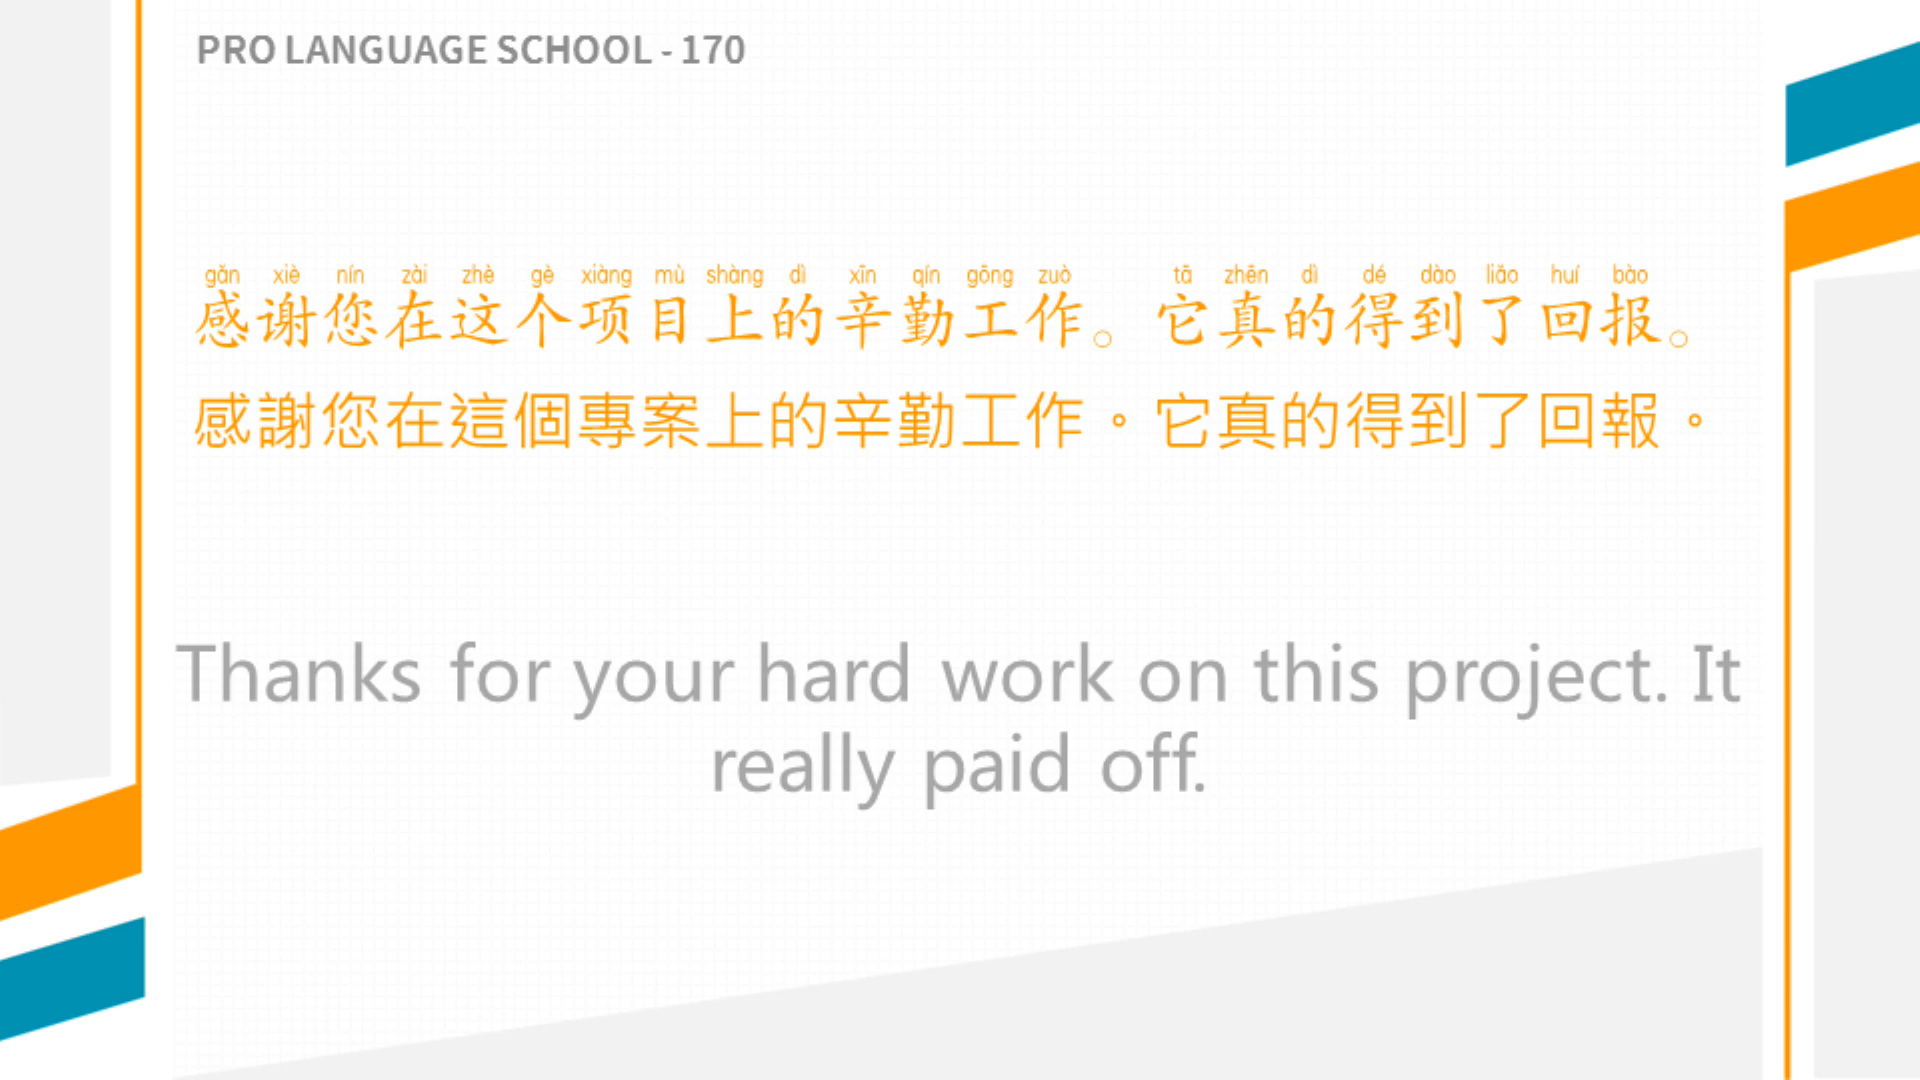 PRO LANGUAGE SCHOOL - 170
gǎn xiè nín zài zhè gè xiàng mù shàng dì xīn qín gōng zuò tā zhēn dì dé dào liǎo huí bào
感谢您在这个项目上的辛勤工作。它真的得到了回报。
感謝您在這個專案上的辛勤工作。它真的得到了回報。
Thanks for your hard work on this project. It
really paid off.